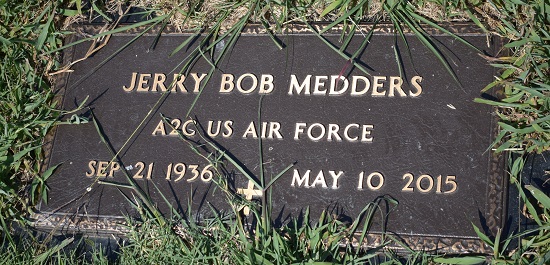 JERRY BOB MEDDERS
A2C US AIR FORCE
SEP 21 1936 MAY 10 2015